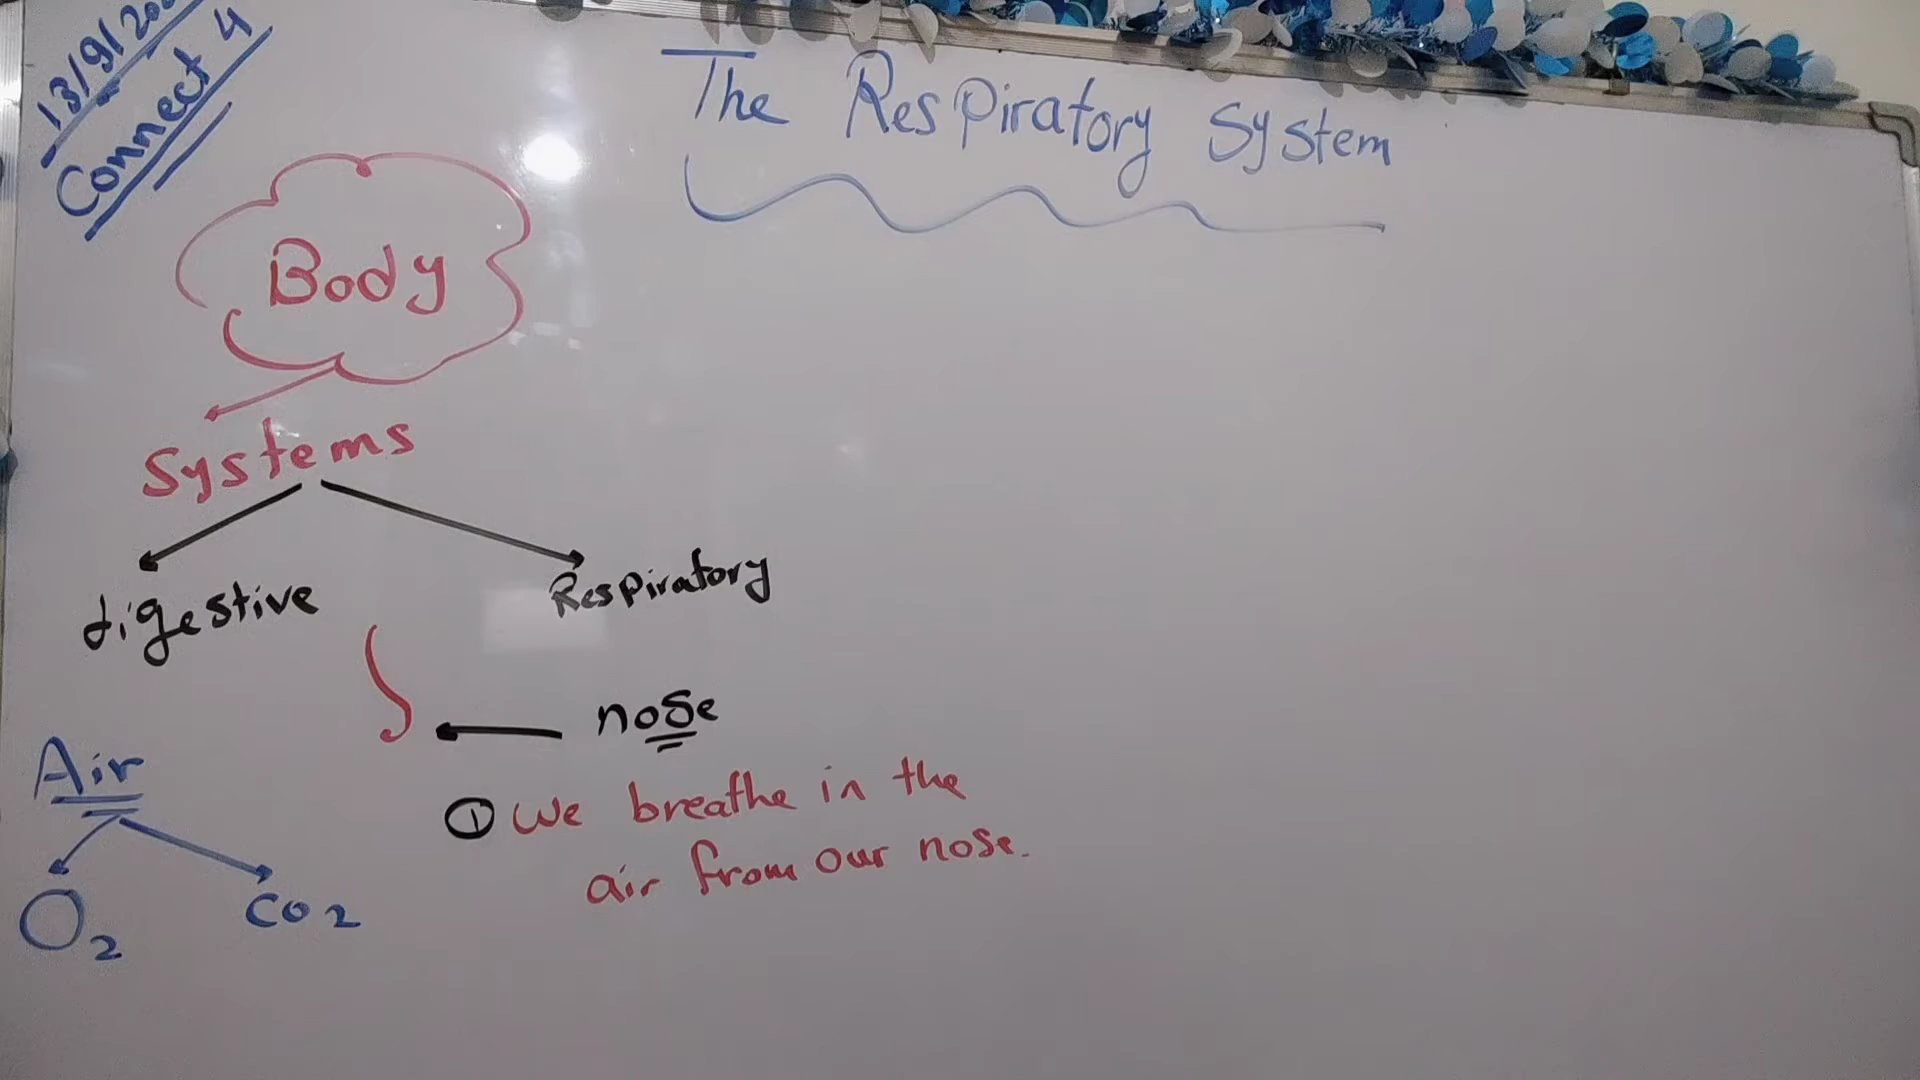 13/9/20
Connect 4
The Respiratory System
Body
Systems
digestive
Respiratory
nose
① We breathe in the
air from our nose.
Air
O2
CO2